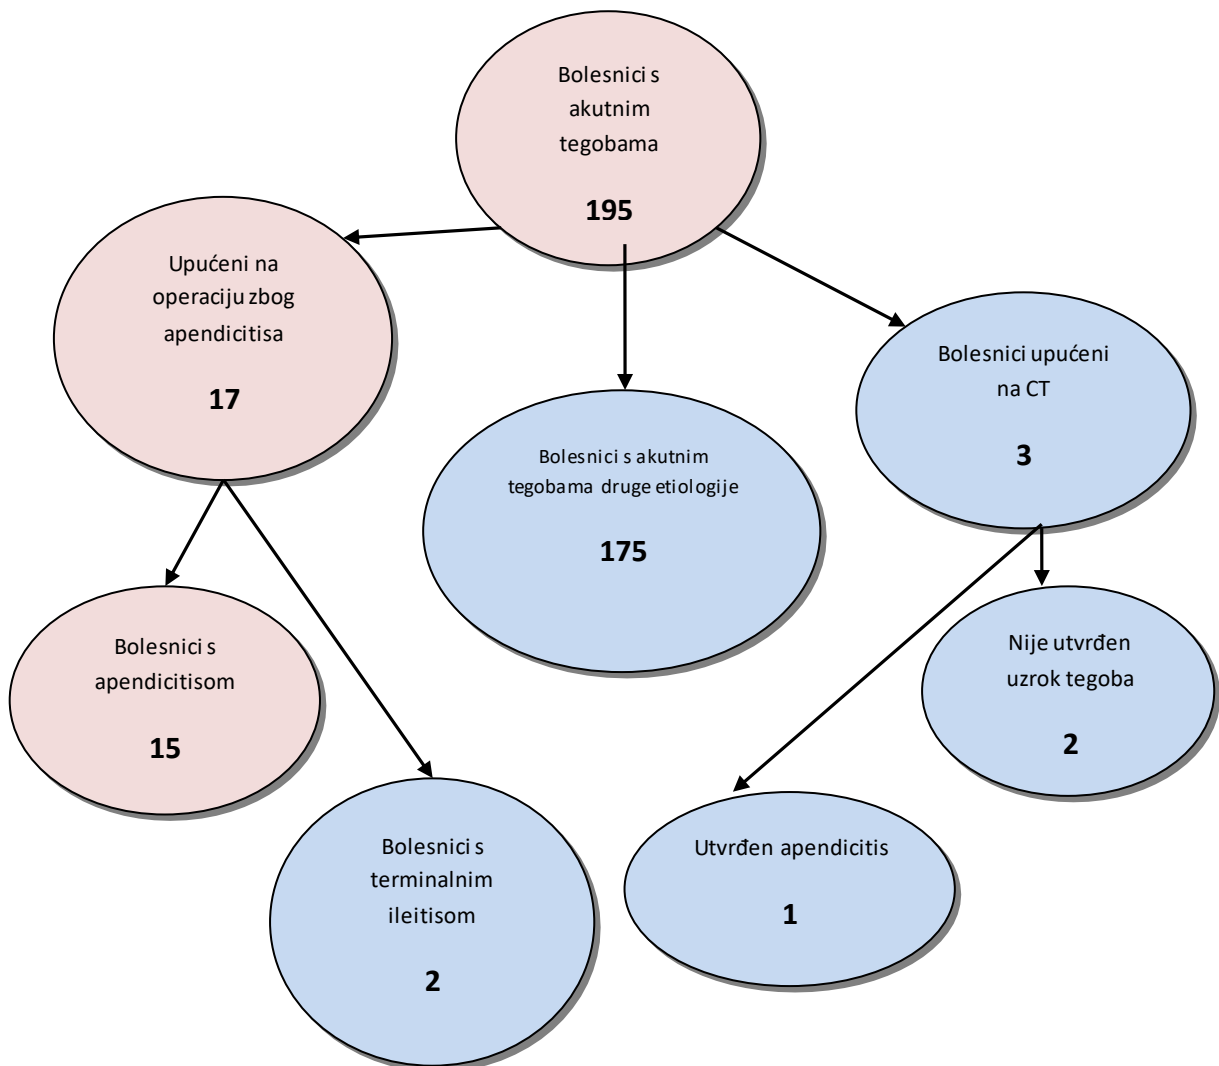 Bolesnici s
akutnim
tegobama
195
Upućeni na
operaciju zbog
apendicitisa
17
Bolesnici s akutnim
tegobama druge etiologije
175
Bolesnici upućeni
na CT
3
Bolesnici s
apendicitisom
15
Bolesnici s
terminalnim
ileitisom
2
Utvrđen apendicitis
1
Nije utvrđen
uzrok tegoba
2